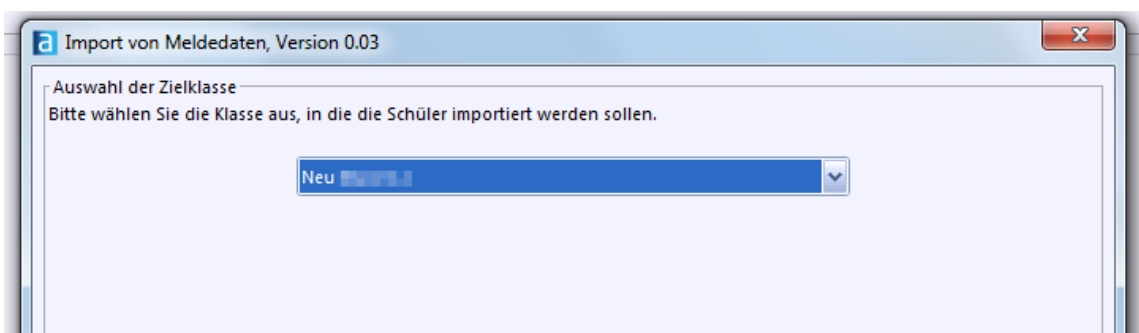 Import von Meldedaten, Version 0.03
Auswahl der Zielklasse
Bitte wählen Sie die Klasse aus, in die die Schüler importiert werden sollen.
Neu